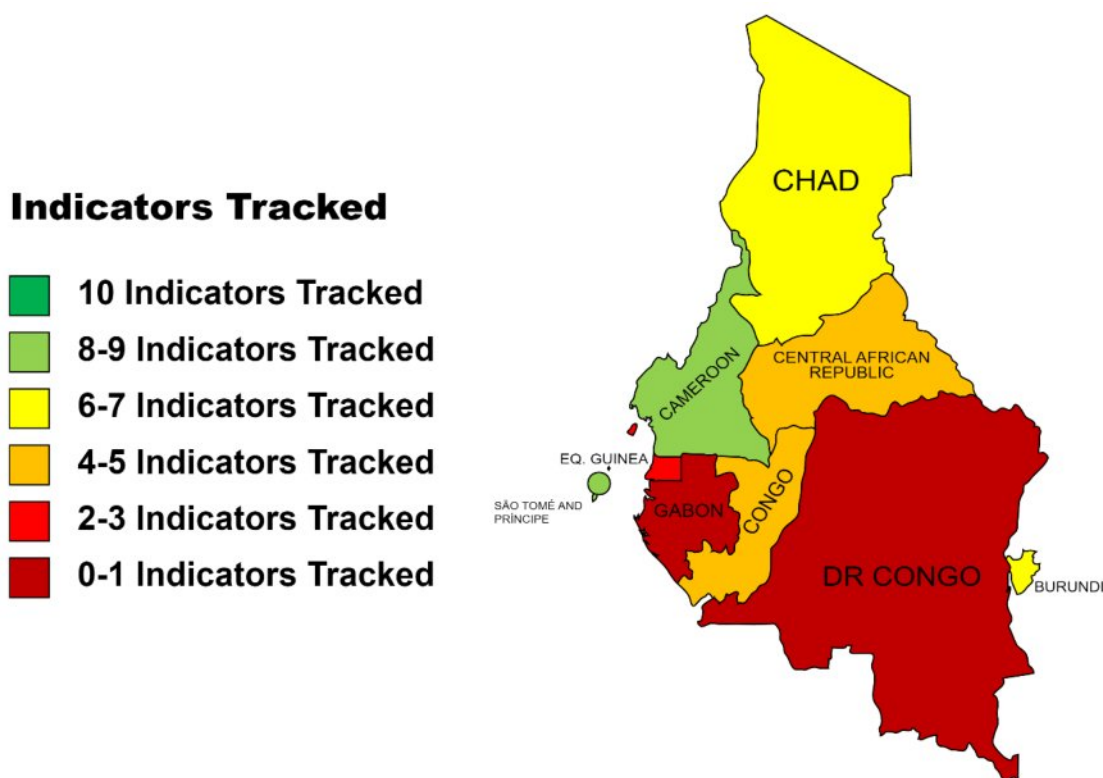 Indicators Tracked
10 Indicators Tracked
8-9 Indicators Tracked
6-7 Indicators Tracked
4-5 Indicators Tracked
2-3 Indicators Tracked
0-1 Indicators Tracked
CHAD
CENTRAL AFRICAN
REPUBLIC
CAMEROON
EQ. GUINEA
SÃO TOMÉ AND
PRÍNCIPE
GABON
CONGO
DR CONGO
BURUNDI